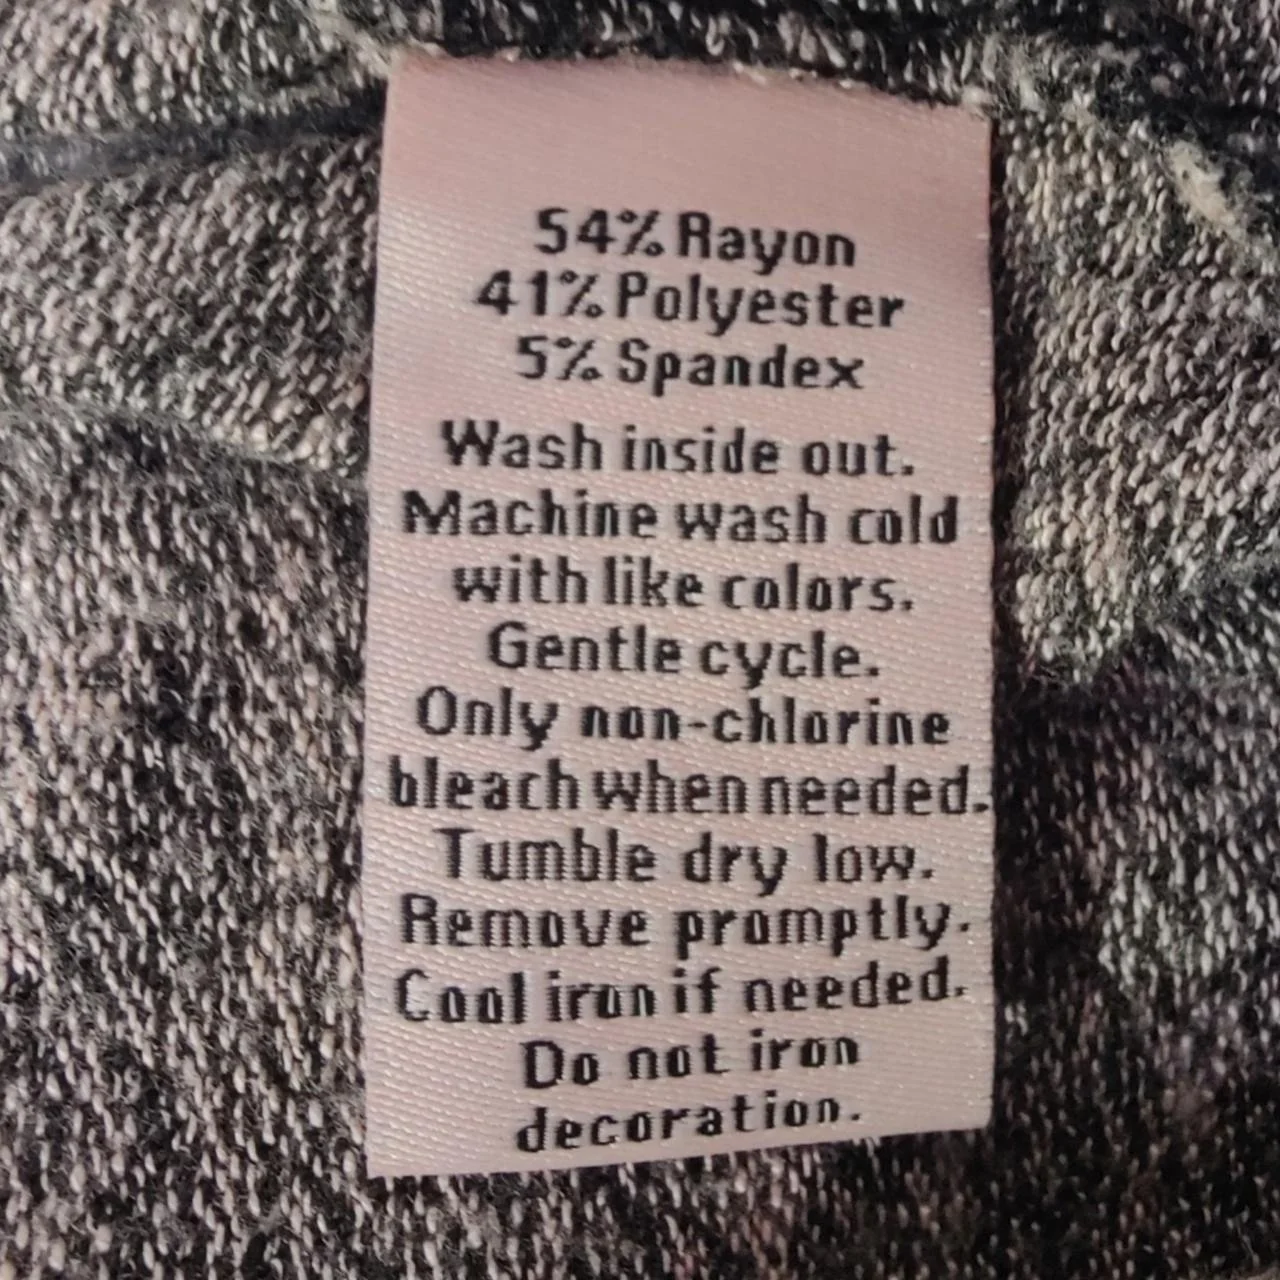 54% Rayon
41% Polyester
5% Spandex
Wash inside out.
Machine wash cold
with like colors.
Gentle cycle.
Only non-chlorine
bleach when needed.
Tumble dry low.
Remove promptly.
Cool iron if needed.
Do not iron
decoration.